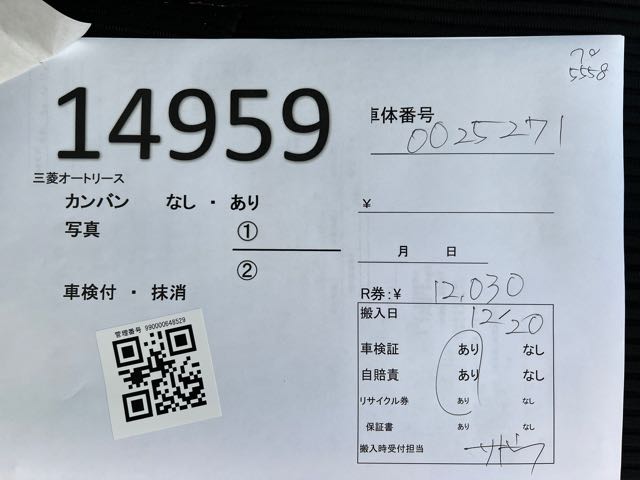 5558
14959
車体番号
0025271
三菱オートリース
カンバン なし ・ あり
¥
写真 ①
②
月 日
車検付 ・ 抹消
R券:¥ 12,030
搬入日 12/20
管理番号 990000648529
車検証 あり なし
自賠責 あり なし
リサイクル券 あり なし
保証書 あり なし
搬入時受付担当